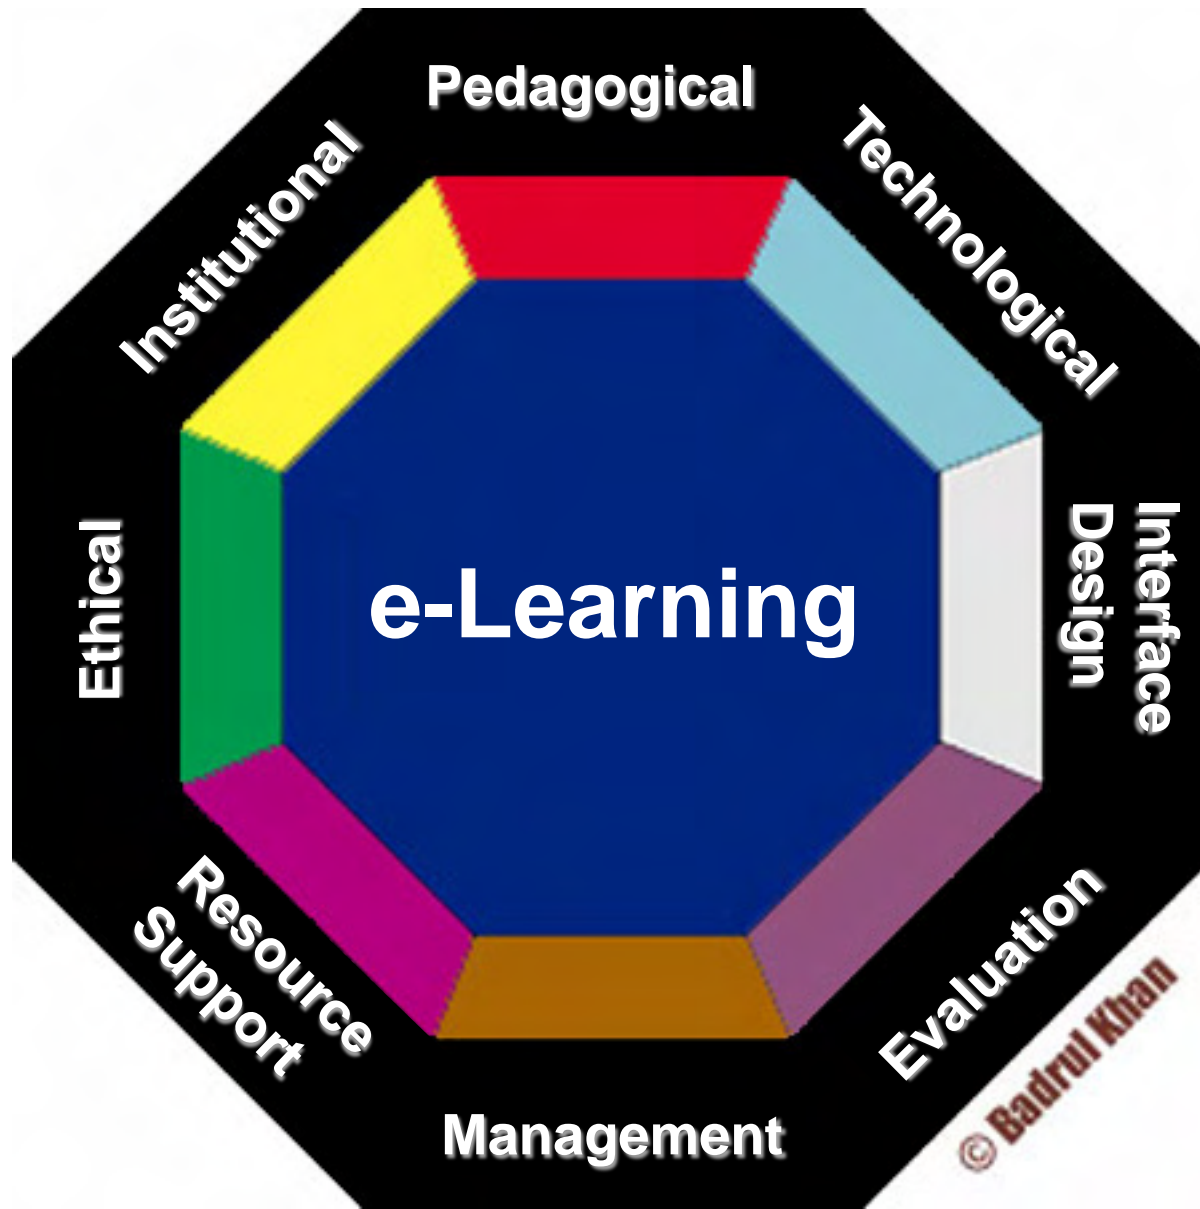 Pedagogical
Technological
Interface
Design
Evaluation
Management
Resource
Support
Ethical
Institutional
e-Learning
© Badrul Khan